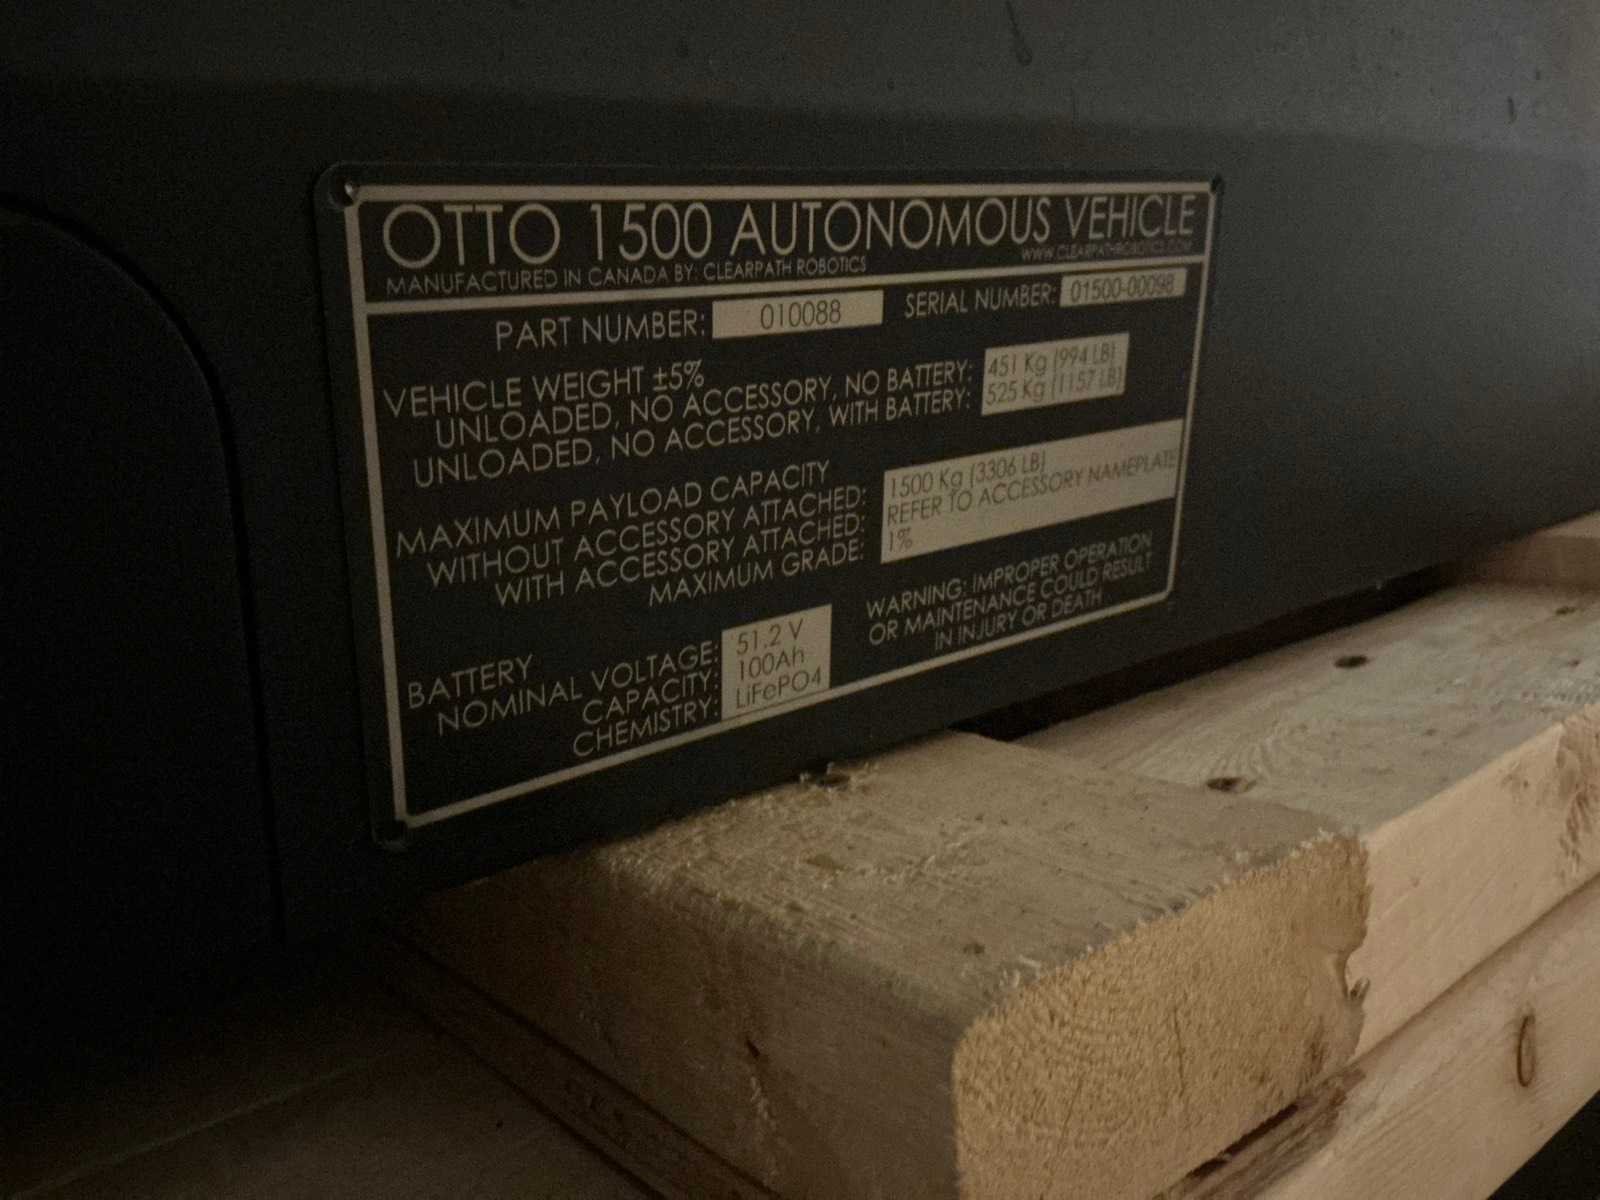 OTTO 1500 AUTONOMOUS VEHICLE
MANUFACTURED IN CANADA BY: CLEARPATH ROBOTICS WWW.CLEARPATHROBOTICS.COM
PART NUMBER: 010088 SERIAL NUMBER: 01500-00098
VEHICLE WEIGHT ±5%
UNLOADED, NO ACCESSORY, NO BATTERY: 451 Kg (994 LB)
UNLOADED, NO ACCESSORY, WITH BATTERY: 525 Kg (1157 LB)
MAXIMUM PAYLOAD CAPACITY
WITHOUT ACCESSORY ATTACHED: 1500 Kg (3306 LB)
WITH ACCESSORY ATTACHED: REFER TO ACCESSORY NAMEPLATE
MAXIMUM GRADE: 1%
BATTERY
NOMINAL VOLTAGE: 51.2 V
CAPACITY: 100Ah
CHEMISTRY: LiFePO4
WARNING: IMPROPER OPERATION
OR MAINTENANCE COULD RESULT
IN INJURY OR DEATH